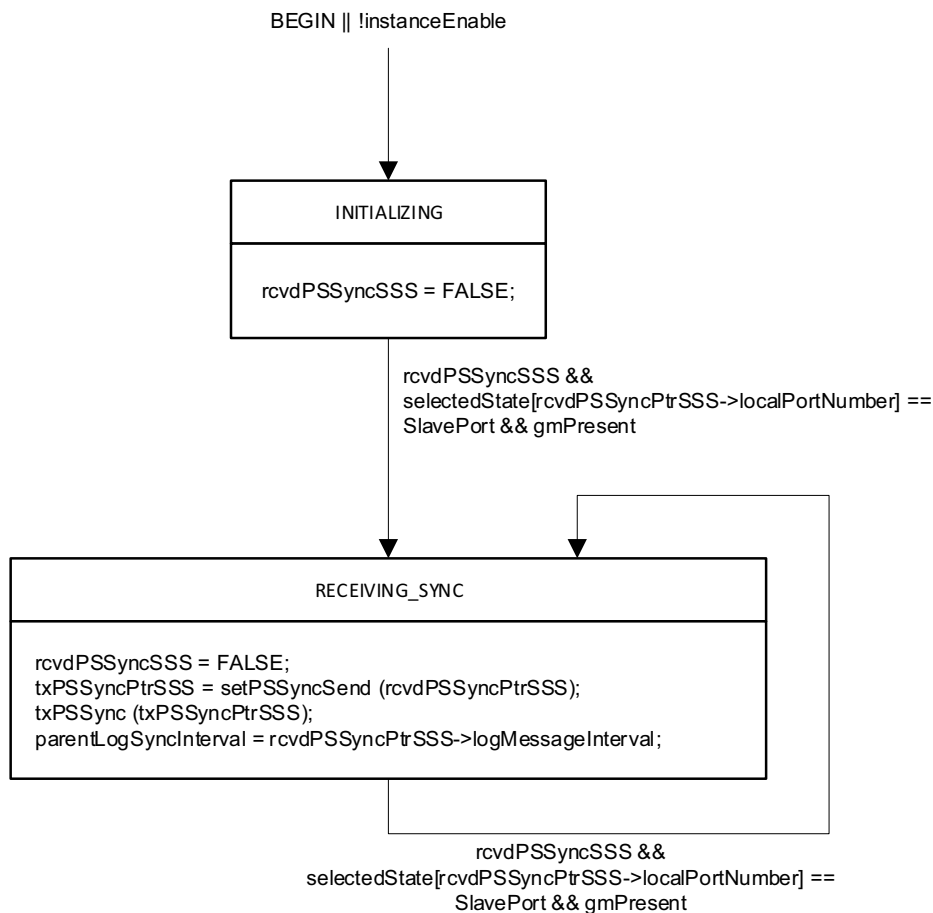 BEGIN || !instanceEnable
INITIALIZING
rcvdPSSyncSSS = FALSE;
rcvdPSSyncSSS &&
selectedState[rcvdPSSyncPtrSSS->localPortNumber] ==
SlavePort && gmPresent
RECEIVING_SYNC
rcvdPSSyncSSS = FALSE;
txPSSyncPtrSSS = setPSSyncSend (rcvdPSSyncPtrSSS);
txPSSync (txPSSyncPtrSSS);
parentLogSyncInterval = rcvdPSSyncPtrSSS->logMessageInterval;
rcvdPSSyncSSS &&
selectedState[rcvdPSSyncPtrSSS->localPortNumber] ==
SlavePort && gmPresent